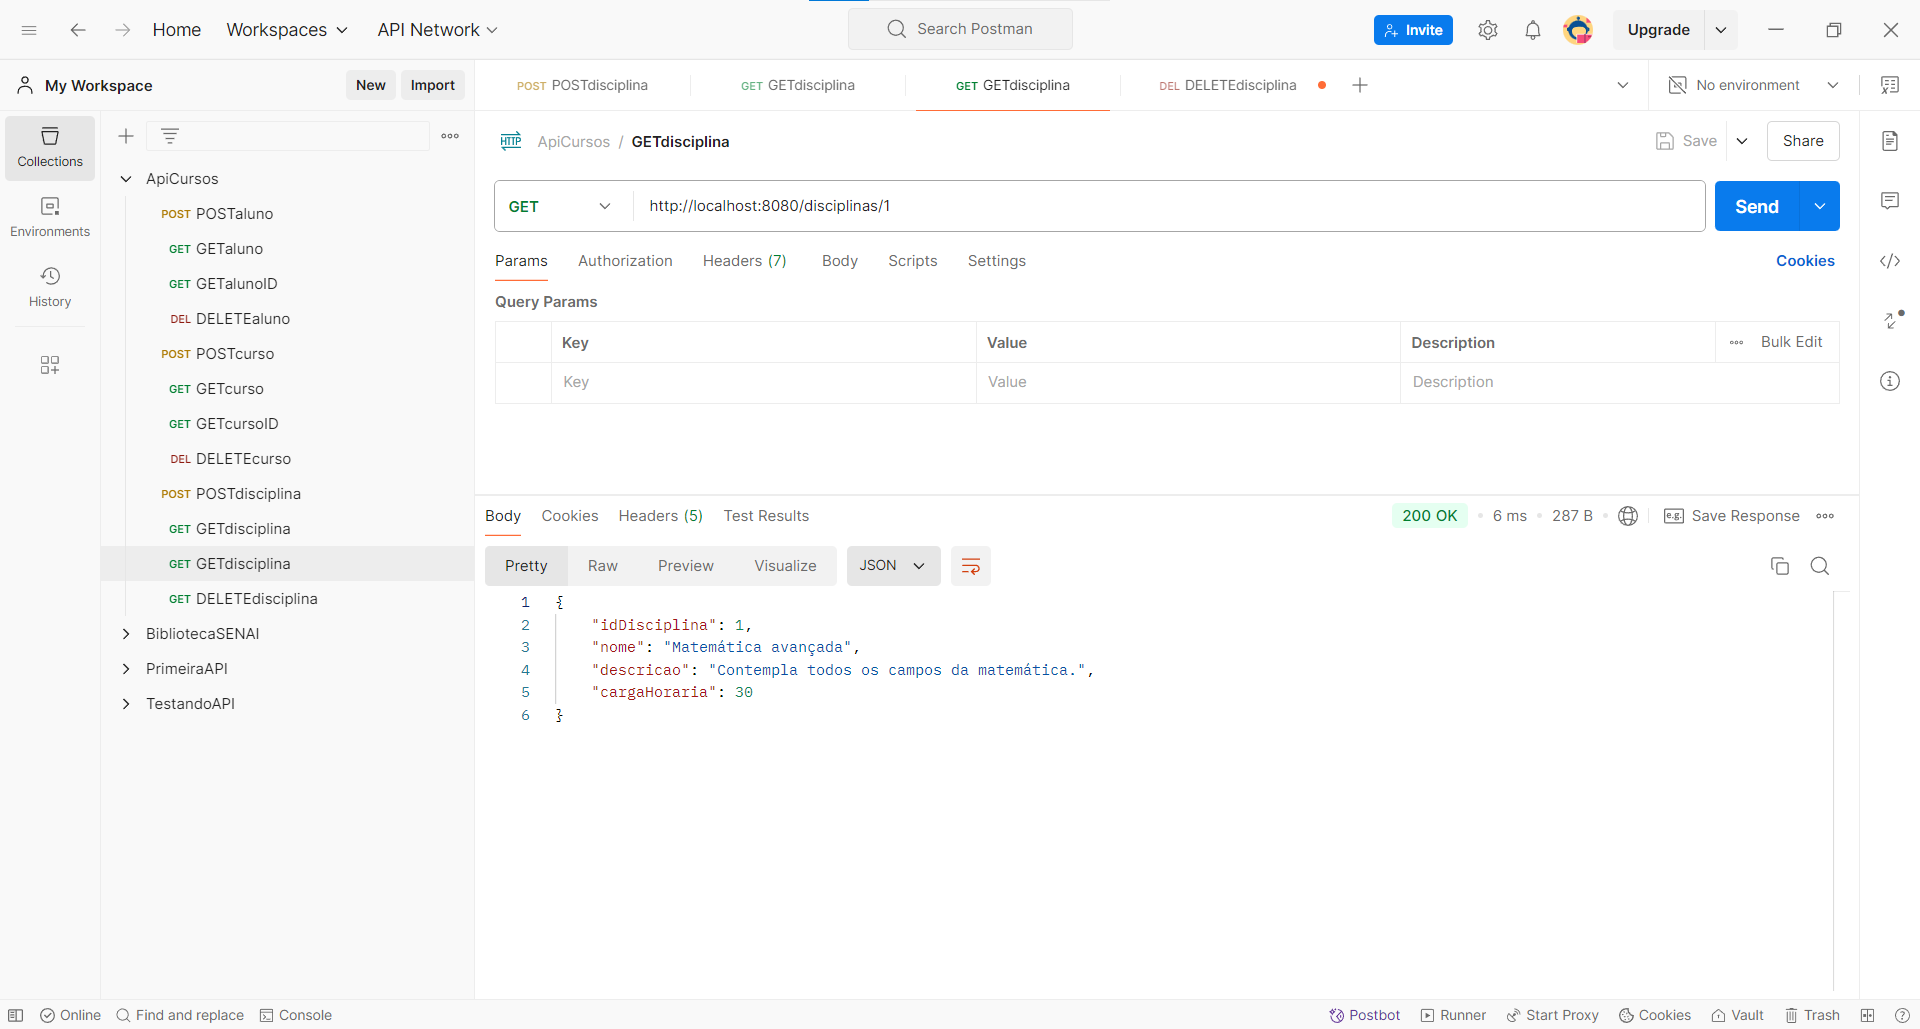 Home Workspaces API Network Search Postman Invite Upgrade
My Workspace New Import
POST POSTdisciplina GET GETdisciplina GET GETdisciplina DEL DELETEdisciplina No environment
Collections
Environments
History
ApiCursos
POST POSTaluno
GET GETaluno
GET GETalunoID
DEL DELETEaluno
POST POSTcurso
GET GETcurso
GET GETcursoID
DEL DELETEcurso
POST POSTdisciplina
GET GETdisciplina
GET GETdisciplina
GET DELETEdisciplina
BibliotecaSENAI
PrimeiraAPI
TestandoAPI
HTTP ApiCursos / GETdisciplina Save Share
GET http://localhost:8080/disciplinas/1 Send
Params Authorization Headers (7) Body Scripts Settings Cookies
Query Params
Key Value Description Bulk Edit
Key Value Description
Body Cookies Headers (5) Test Results 200 OK 6 ms 287 B e.g. Save Response
Pretty Raw Preview Visualize JSON
1 {
2 "idDisciplina": 1,
3 "nome": "Matemática avançada",
4 "descricao": "Contempla todos os campos da matemática.",
5 "cargaHoraria": 30
6 }
Online Find and replace Console Postbot Runner Start Proxy Cookies Vault Trash